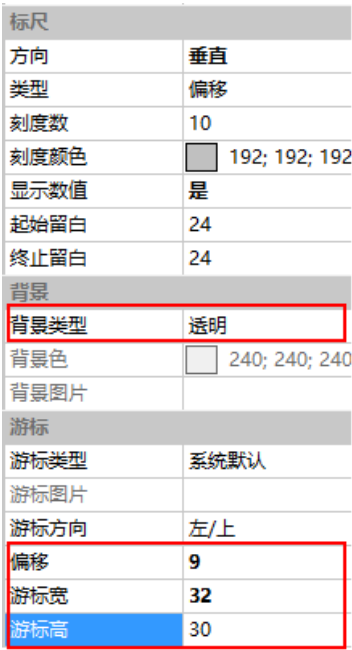 标尺
方向 垂直
类型 偏移
刻度数 10
刻度颜色 192; 192; 192
显示数值 是
起始留白 24
终止留白 24
背景
背景类型 透明
背景色 240; 240; 240
背景图片
游标
游标类型 系统默认
游标图片
游标方向 左/上
偏移 9
游标宽 32
游标高 30